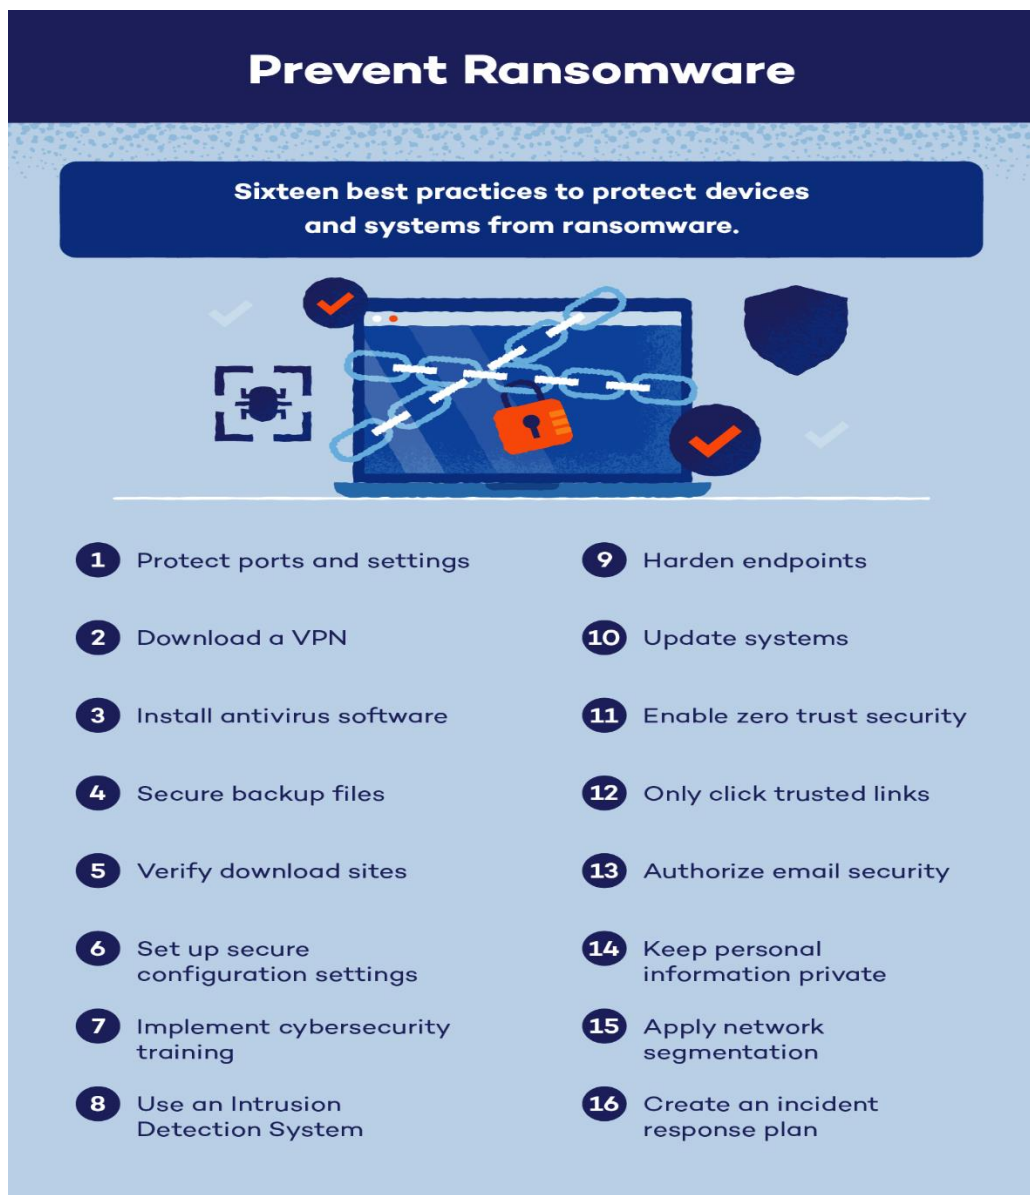 Prevent Ransomware
Sixteen best practices to protect devices
and systems from ransomware.
1 Protect ports and settings
2 Download a VPN
3 Install antivirus software
4 Secure backup files
5 Verify download sites
6 Set up secure
configuration settings
7 Implement cybersecurity
training
8 Use an Intrusion
Detection System
9 Harden endpoints
10 Update systems
11 Enable zero trust security
12 Only click trusted links
13 Authorize email security
14 Keep personal
information private
15 Apply network
segmentation
16 Create an incident
response plan